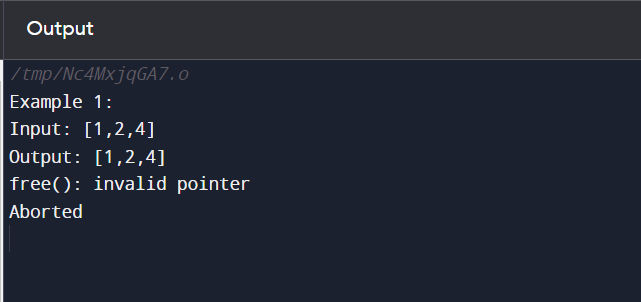 Output
/tmp/Nc4MxjqGA7.o
Example 1:
Input: [1,2,4]
Output: [1,2,4]
free(): invalid pointer
Aborted